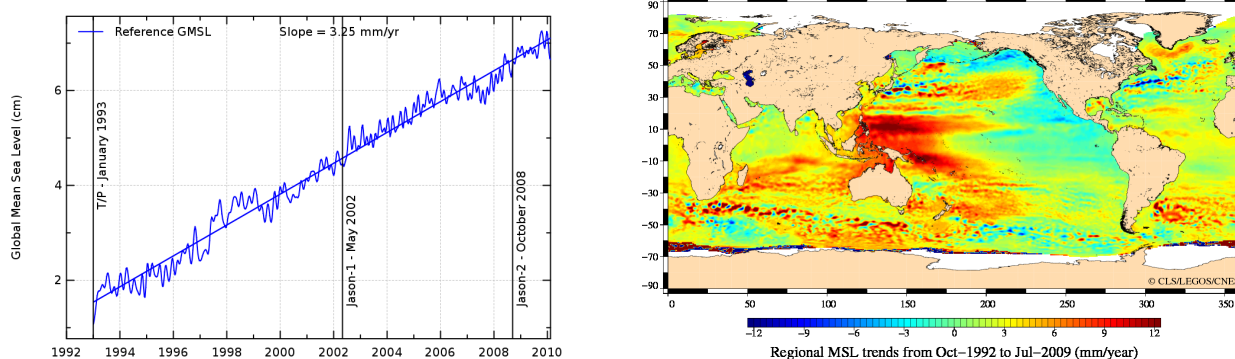 Reference GMSL
Slope = 3.25 mm/yr
Global Mean Sea Level (cm)
6
4
2
T/P - January 1993
Jason-1 - May 2002
Jason-2 - October 2008
1992 1994 1996 1998 2000 2002 2004 2006 2008 2010
90
70
50
30
10
−10
−30
−50
−70
−90
© CLS/LEGOS/CNE
0 50 100 150 200 250 300 35
−12 −9 −6 −3 0 3 6 9 12
Regional MSL trends from Oct−1992 to Jul−2009 (mm/year)